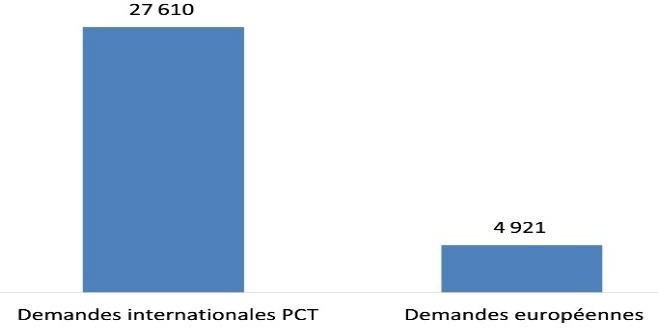 27 610
4 921
Demandes internationales PCT
Demandes européennes